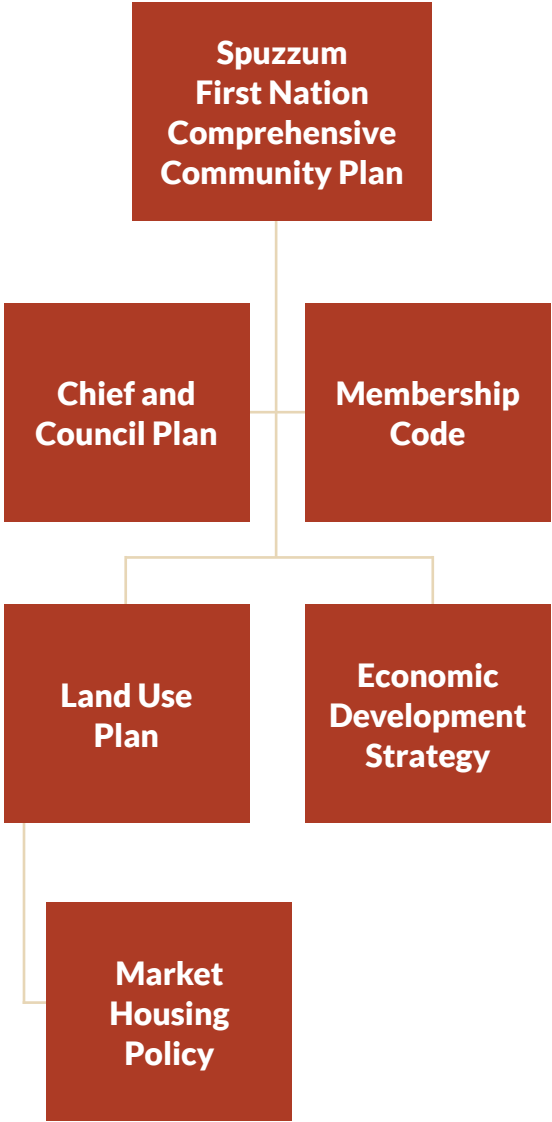 Spuzzum
First Nation
Comprehensive
Community Plan
Chief and
Council Plan
Membership
Code
Land Use
Plan
Economic
Development
Strategy
Market
Housing
Policy